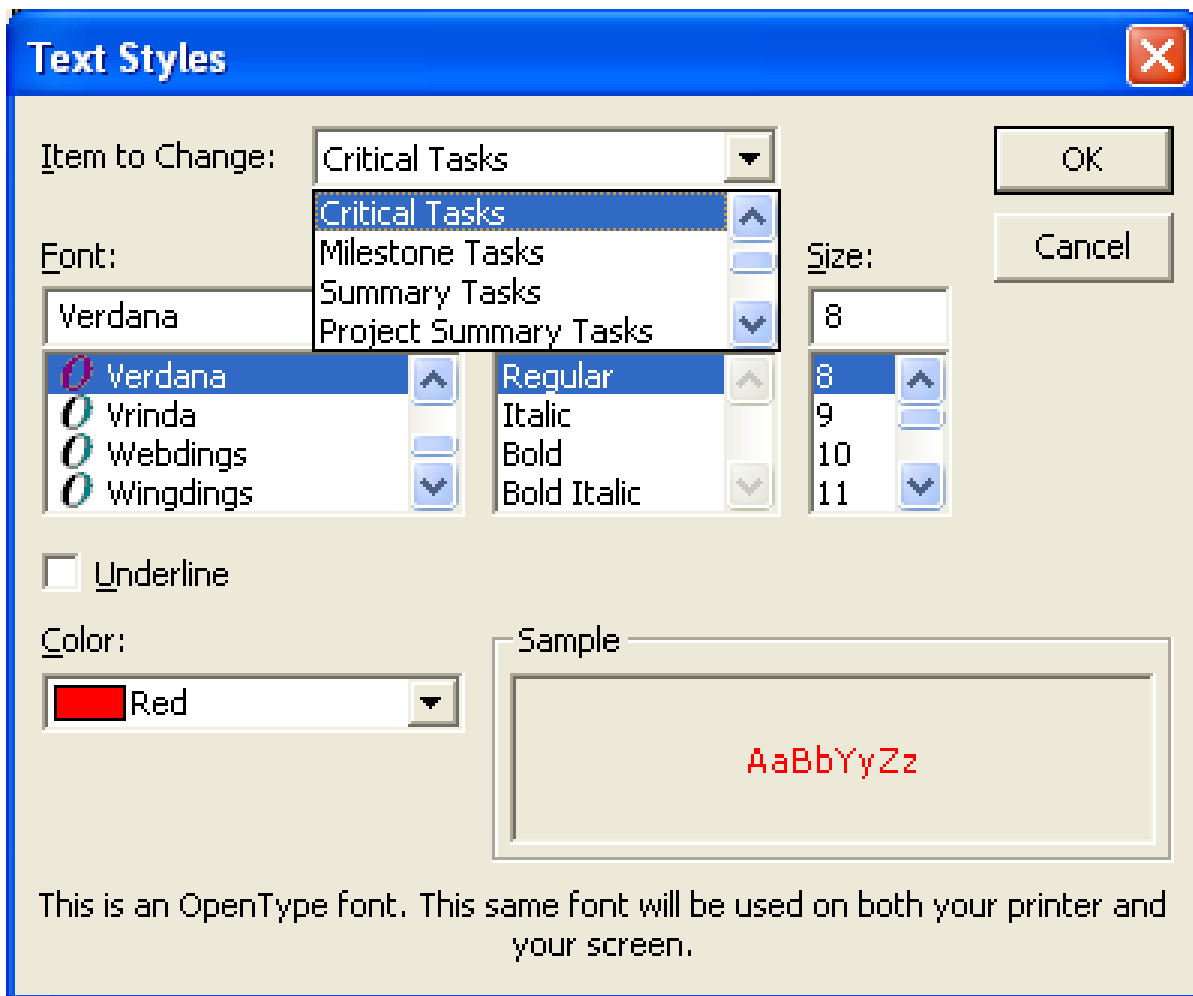 Text Styles
Item to Change:
Critical Tasks
OK
Critical Tasks
Milestone Tasks
Summary Tasks
Project Summary Tasks
Cancel
Font:
Size:
Verdana
8
Verdana
Vrinda
Webdings
Wingdings
Regular
Italic
Bold
Bold Italic
8
9
10
11
Underline
Color:
Red
Sample
AaBbYyZz
This is an OpenType font. This same font will be used on both your printer and
your screen.